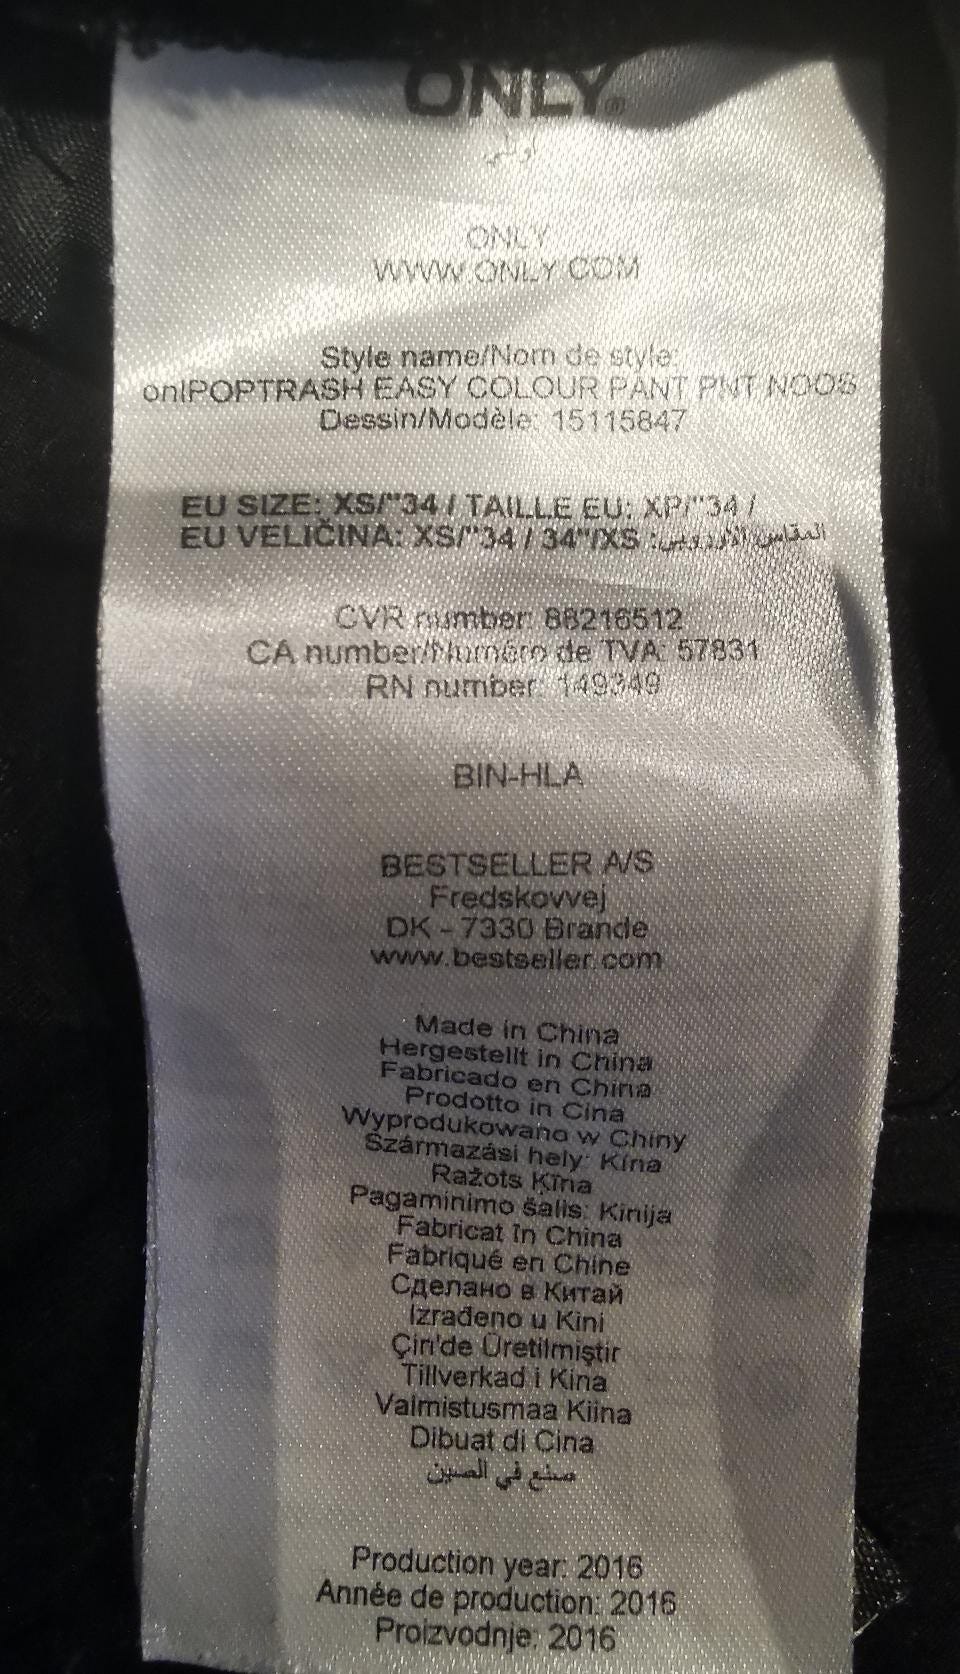 ONLY®
اونلي
ONLY
WWW.ONLY.COM
Style name/Nom de style:
onlPOPTRASH EASY COLOUR PANT PNT NOOS
Dessin/Modèle: 15115847
EU SIZE: XS/"34 / TAILLE EU: XP/"34 /
EU VELIČINA: XS/"34 / 34"/XS :المقاس الأوروبي
CVR number: 88216512
CA number/Numéro de TVA: 57831
RN number: 149349
BIN-HLA
BESTSELLER A/S
Fredskovvej
DK - 7330 Brande
www.bestseller.com
Made in China
Hergestellt in China
Fabricado en China
Prodotto in Cina
Wyprodukowano w Chiny
Származási hely: Kína
Ražots Ķīna
Pagaminimo šalis: Kinija
Fabricat în China
Fabriqué en Chine
Сделано в Китай
Izrađeno u Kini
Çin'de Üretilmiştir
Tillverkad i Kina
Valmistusmaa Kiina
Dibuat di Cina
صنع في الصين
Production year: 2016
Année de production: 2016
Proizvodnje: 2016